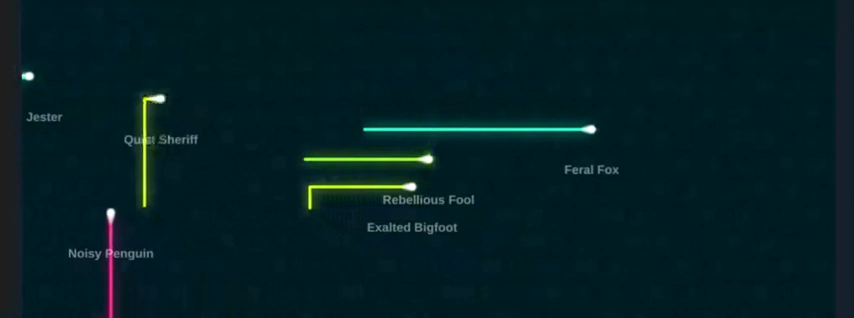 Jester
Quiet Sheriff
Feral Fox
Rebellious Fool
Exalted Bigfoot
Noisy Penguin